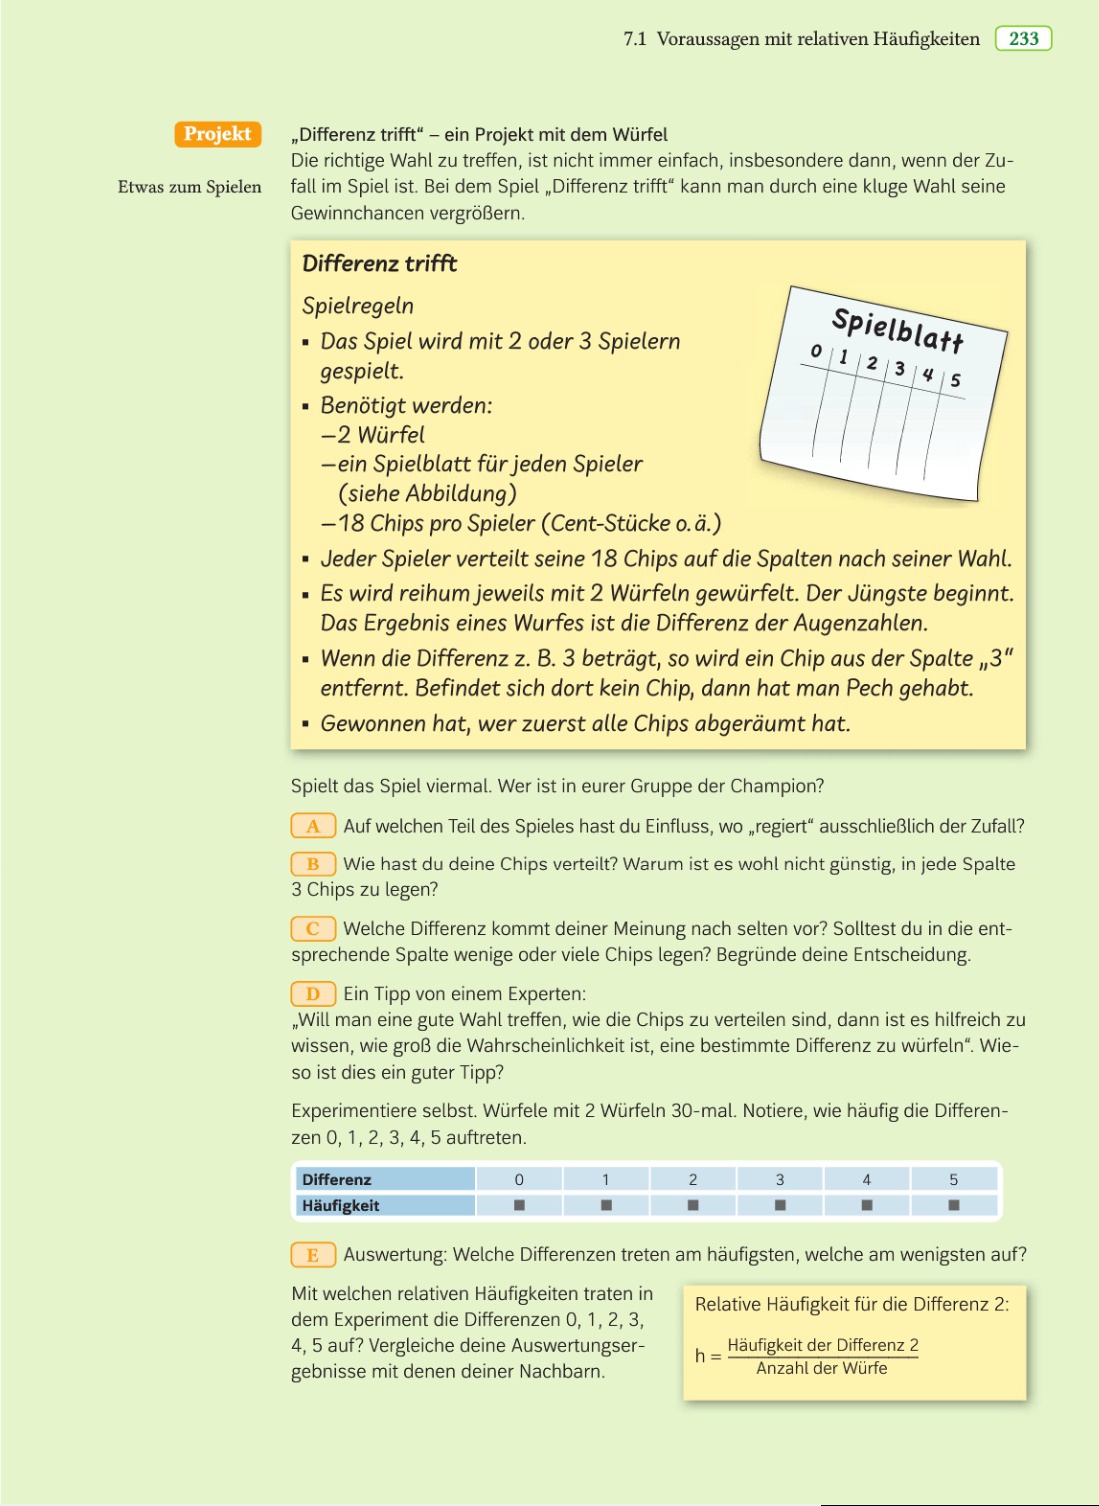 7.1 Voraussagen mit relativen Häufigkeiten 233
Projekt
Etwas zum Spielen
„Differenz trifft“ – ein Projekt mit dem Würfel
Die richtige Wahl zu treffen, ist nicht immer einfach, insbesondere dann, wenn der Zu-
fall im Spiel ist. Bei dem Spiel „Differenz trifft“ kann man durch eine kluge Wahl seine
Gewinnchancen vergrößern.
Differenz trifft
Spielregeln
▪ Das Spiel wird mit 2 oder 3 Spielern
gespielt.
▪ Benötigt werden:
–2 Würfel
–ein Spielblatt für jeden Spieler
(siehe Abbildung)
–18 Chips pro Spieler (Cent-Stücke o. ä.)
Spielblatt
0 1 2 3 4 5
▪ Jeder Spieler verteilt seine 18 Chips auf die Spalten nach seiner Wahl.
▪ Es wird reihum jeweils mit 2 Würfeln gewürfelt. Der Jüngste beginnt.
Das Ergebnis eines Wurfes ist die Differenz der Augenzahlen.
▪ Wenn die Differenz z. B. 3 beträgt, so wird ein Chip aus der Spalte „3“
entfernt. Befindet sich dort kein Chip, dann hat man Pech gehabt.
▪ Gewonnen hat, wer zuerst alle Chips abgeräumt hat.
Spielt das Spiel viermal. Wer ist in eurer Gruppe der Champion?
A Auf welchen Teil des Spieles hast du Einfluss, wo „regiert“ ausschließlich der Zufall?
B Wie hast du deine Chips verteilt? Warum ist es wohl nicht günstig, in jede Spalte
3 Chips zu legen?
C Welche Differenz kommt deiner Meinung nach selten vor? Solltest du in die ent-
sprechende Spalte wenige oder viele Chips legen? Begründe deine Entscheidung.
D Ein Tipp von einem Experten:
„Will man eine gute Wahl treffen, wie die Chips zu verteilen sind, dann ist es hilfreich zu
wissen, wie groß die Wahrscheinlichkeit ist, eine bestimmte Differenz zu würfeln“. Wie-
so ist dies ein guter Tipp?
Experimentiere selbst. Würfele mit 2 Würfeln 30-mal. Notiere, wie häufig die Differen-
zen 0, 1, 2, 3, 4, 5 auftreten.
Differenz 0 1 2 3 4 5
Häufigkeit ■ ■ ■ ■ ■ ■
E Auswertung: Welche Differenzen treten am häufigsten, welche am wenigsten auf?
Mit welchen relativen Häufigkeiten traten in
dem Experiment die Differenzen 0, 1, 2, 3,
4, 5 auf? Vergleiche deine Auswertungser-
gebnisse mit denen deiner Nachbarn.
Relative Häufigkeit für die Differenz 2:
h = Häufigkeit der Differenz 2
Anzahl der Würfe